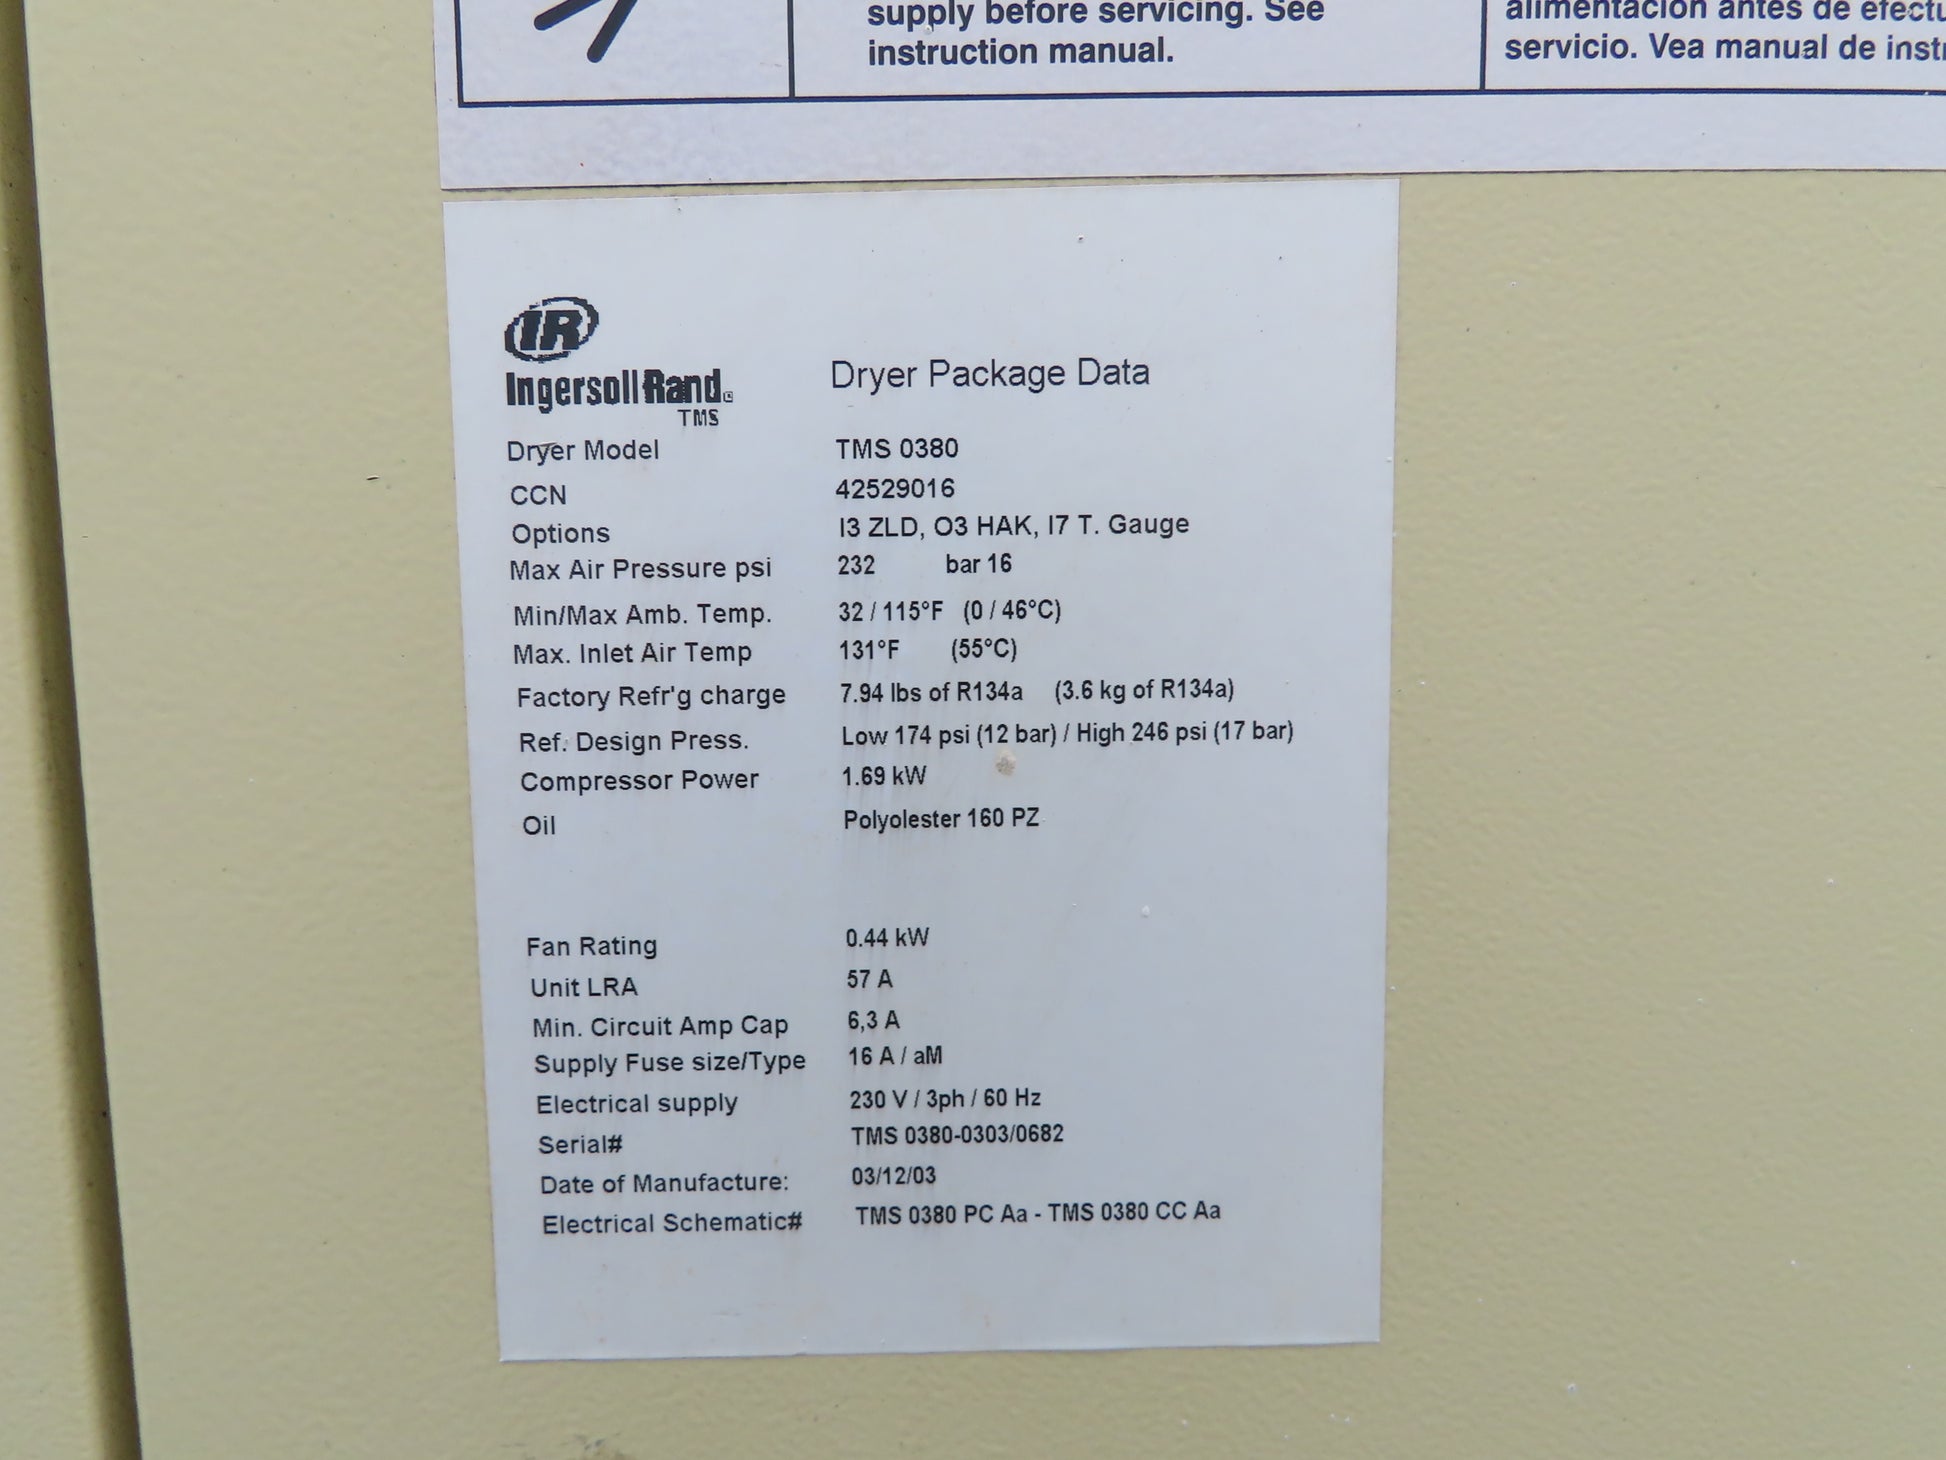 supply before servicing. See
instruction manual.
alimentación antes de efectu
servicio. Vea manual de instr
IR
Ingersoll Rand®
TMS
Dryer Package Data
Dryer Model TMS 0380
CCN 42529016
Options I3 ZLD, O3 HAK, I7 T. Gauge
Max Air Pressure psi 232 bar 16
Min/Max Amb. Temp. 32 / 115°F (0 / 46°C)
Max. Inlet Air Temp 131°F (55°C)
Factory Refr'g charge 7.94 lbs of R134a (3.6 kg of R134a)
Ref. Design Press. Low 174 psi (12 bar) / High 246 psi (17 bar)
Compressor Power 1.69 kW
Oil Polyolester 160 PZ
Fan Rating 0.44 kW
Unit LRA 57 A
Min. Circuit Amp Cap 6,3 A
Supply Fuse size/Type 16 A / aM
Electrical supply 230 V / 3ph / 60 Hz
Serial# TMS 0380-0303/0682
Date of Manufacture: 03/12/03
Electrical Schematic# TMS 0380 PC Aa - TMS 0380 CC Aa